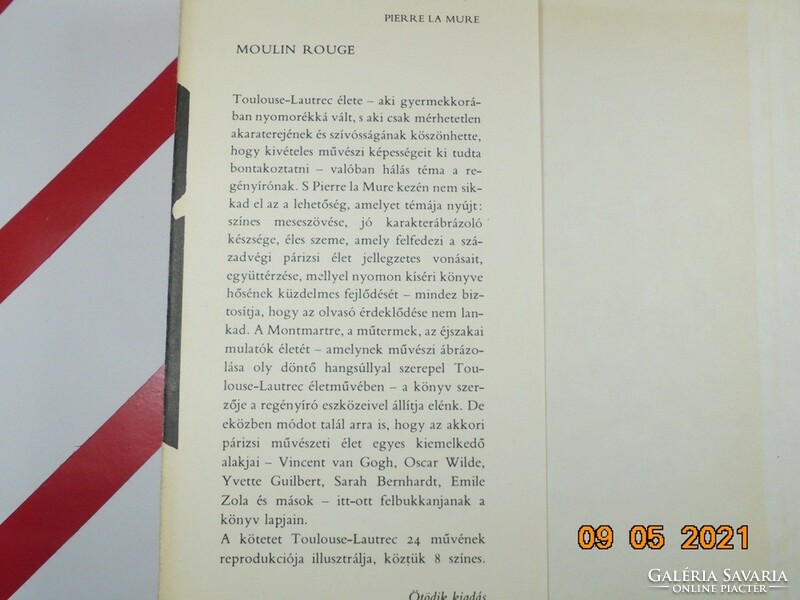 PIERRE LA MURE
MOULIN ROUGE
Toulouse-Lautrec élete – aki gyermekkorá-
ban nyomorékká vált, s aki csak mérhetetlen
akaraterejének és szívósságának köszönhette,
hogy kivételes művészi képességeit ki tudta
bontakoztatni – valóban hálás téma a re-
gényírónak. S Pierre la Mure kezén nem sik-
kad el az a lehetőség, amelyet témája nyújt:
színes meseszövése, jó karakterábrázoló
készsége, éles szeme, amely felfedezi a szá-
zadvégi párizsi élet jellegzetes vonásait,
együttérzése, mellyel nyomon kíséri könyve
hősének küzdelmes fejlődését – mindez biz-
tosítja, hogy az olvasó érdeklődése nem lan-
kad. A Montmartre, a műtermek, az éjszakai
mulatók életét – amelynek művészi ábrázo-
lása oly döntő hangsúllyal szerepel Tou-
louse-Lautrec életművében – a könyv szer-
zője a regényíró eszközeivel állítja elénk. De
eközben módot talál arra is, hogy az akkori
párizsi művészeti élet egyes kiemelkedő
alakjai – Vincent van Gogh, Oscar Wilde,
Yvette Guilbert, Sarah Bernhardt, Emile
Zola és mások – itt-ott felbukkanjanak a
könyv lapjain.
A kötetet Toulouse-Lautrec 24 művének
reprodukciója illusztrálja, köztük 8 színes.
Ötödik kiadás
09 05 2021
GALÉRIA SAVARIA
ONLINE PIACTÉR